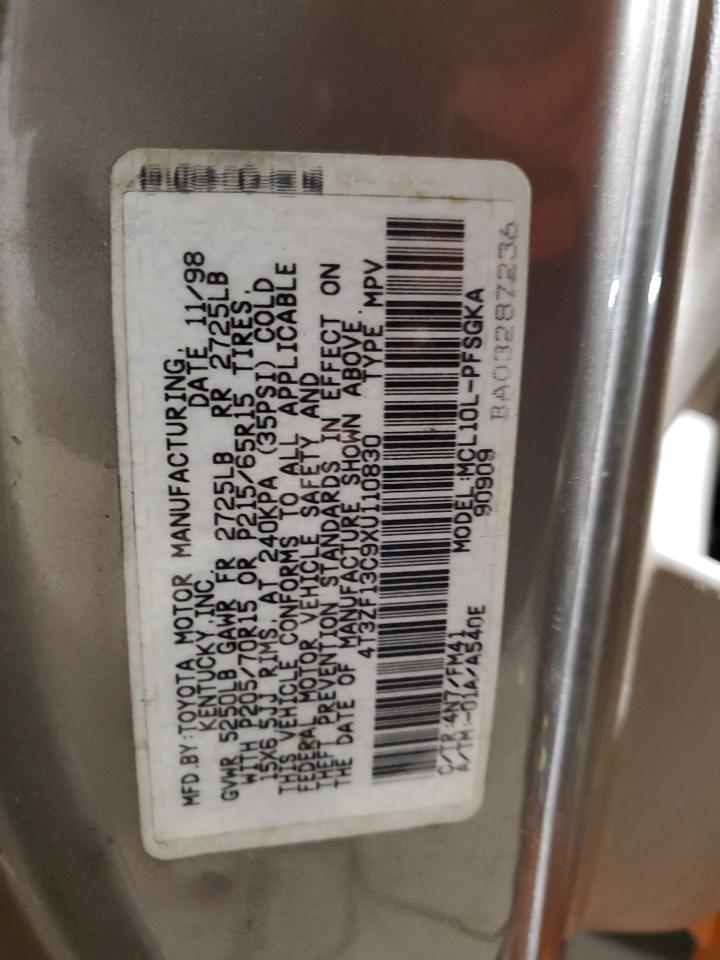 MFD.BY:TOYOTA MOTOR MANUFACTURING,
KENTUCKY,INC. DATE 11/98
GVWR 5250LB GAWR FR 2725LB RR 2725LB
WITH P205/70R15 OR P215/65R15 TIRES,
15X6.5JJ RIMS, AT 240KPA (35PSI) COLD
THIS VEHICLE CONFORMS TO ALL APPLICABLE
FEDERAL MOTOR VEHICLE SAFETY AND
THEFT PREVENTION STANDARDS IN EFFECT ON
THE DATE OF MANUFACTURE SHOWN ABOVE.
4T3ZF13C9XU110830 TYPE MPV
C/TR:4N7/FM41 MODEL:MCL10L-PFSGKA
A/TM:-01A/A540E 90909
BA03287236